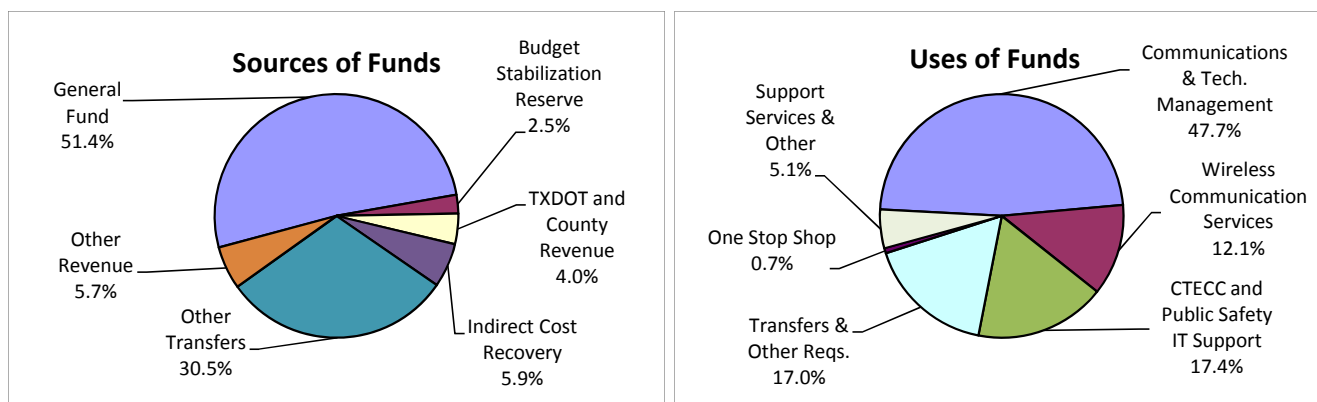 Sources of Funds
General
Fund
51.4%
Budget
Stabilization
Reserve
2.5%
TXDOT and
County
Revenue
4.0%
Indirect Cost
Recovery
5.9%
Other
Transfers
30.5%
Other
Revenue
5.7%
Uses of Funds
Communications
& Tech.
Management
47.7%
Wireless
Communication
Services
12.1%
CTECC and
Public Safety
IT Support
17.4%
Transfers &
Other Reqs.
17.0%
One Stop Shop
0.7%
Support
Services &
Other
5.1%